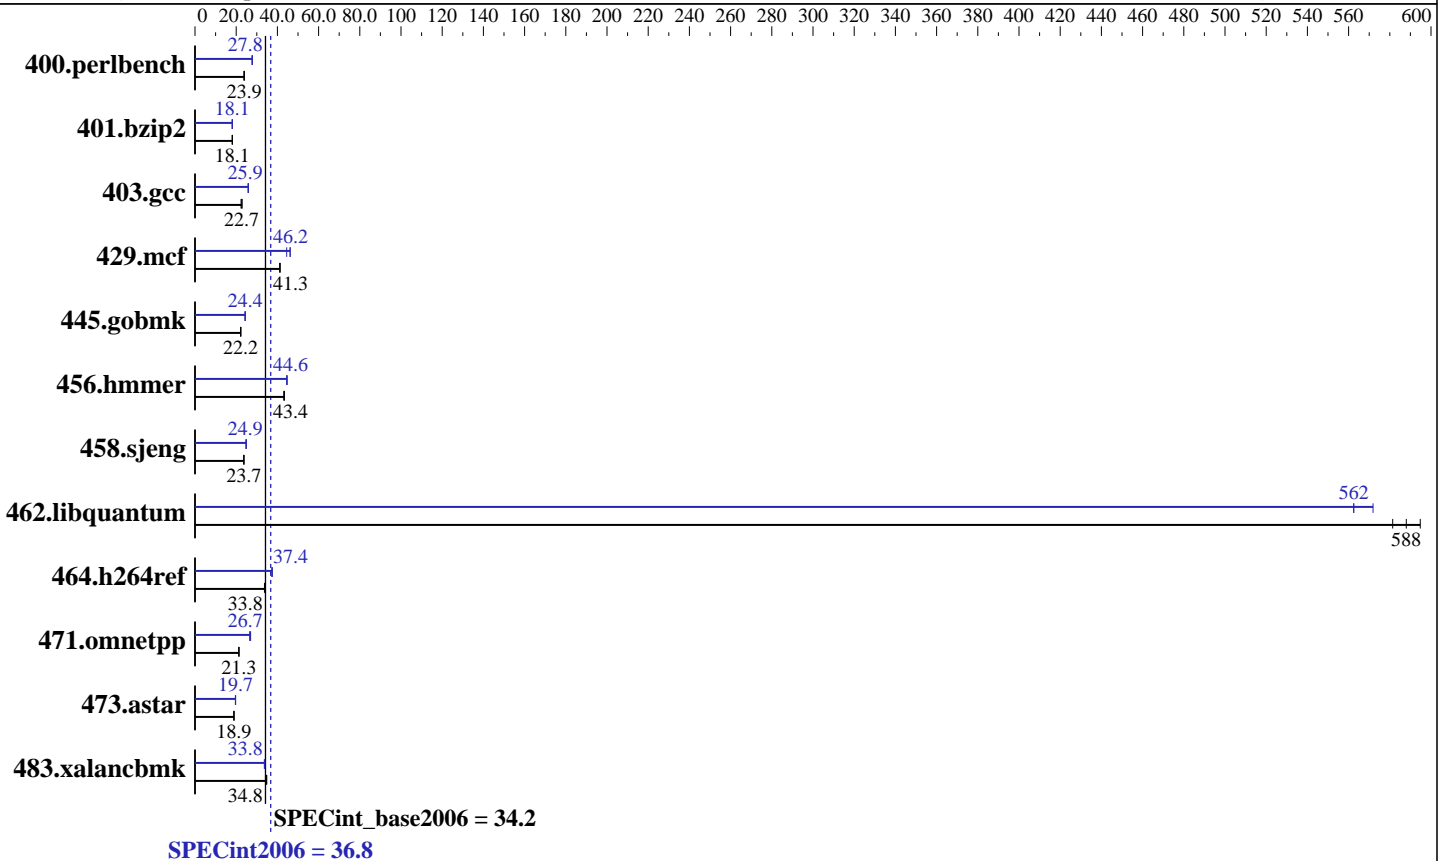 0 20.0 40.0 60.0 80.0 100 120 140 160 180 200 220 240 260 280 300 320 340 360 380 400 420 440 460 480 500 520 540 560 600
27.8
400.perlbench
23.9
18.1
401.bzip2
18.1
25.9
403.gcc
22.7
46.2
429.mcf
41.3
24.4
445.gobmk
22.2
44.6
456.hmmer
43.4
24.9
458.sjeng
23.7
562
462.libquantum
588
37.4
464.h264ref
33.8
26.7
471.omnetpp
21.3
19.7
473.astar
18.9
33.8
483.xalancbmk
34.8
SPECint_base2006 = 34.2
SPECint2006 = 36.8